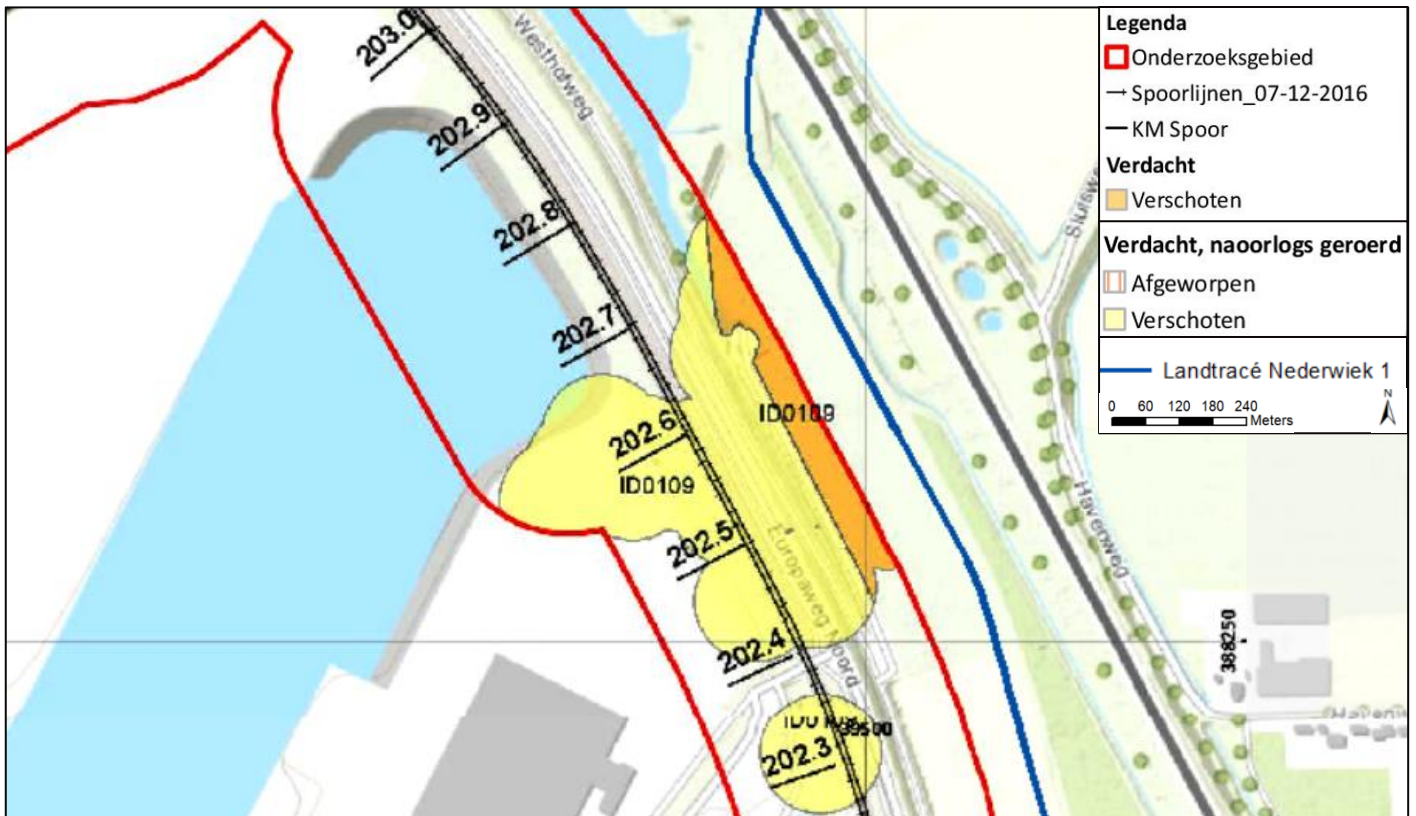 203.0
Westhofweg
202.9
202.8
202.7
202.6
ID0109
ID0109
202.5
Europaweg Noord
202.4
39500
202.3
Havenweg
388250
Legenda
Onderzoeksgebied
Spoorlijnen_07-12-2016
KM Spoor
Verdacht
Verschoten
Verdacht, naoorlogs geroerd
Afgeworpen
Verschoten
Landtracé Nederwiek 1
0 60 120 180 240
Meters
N